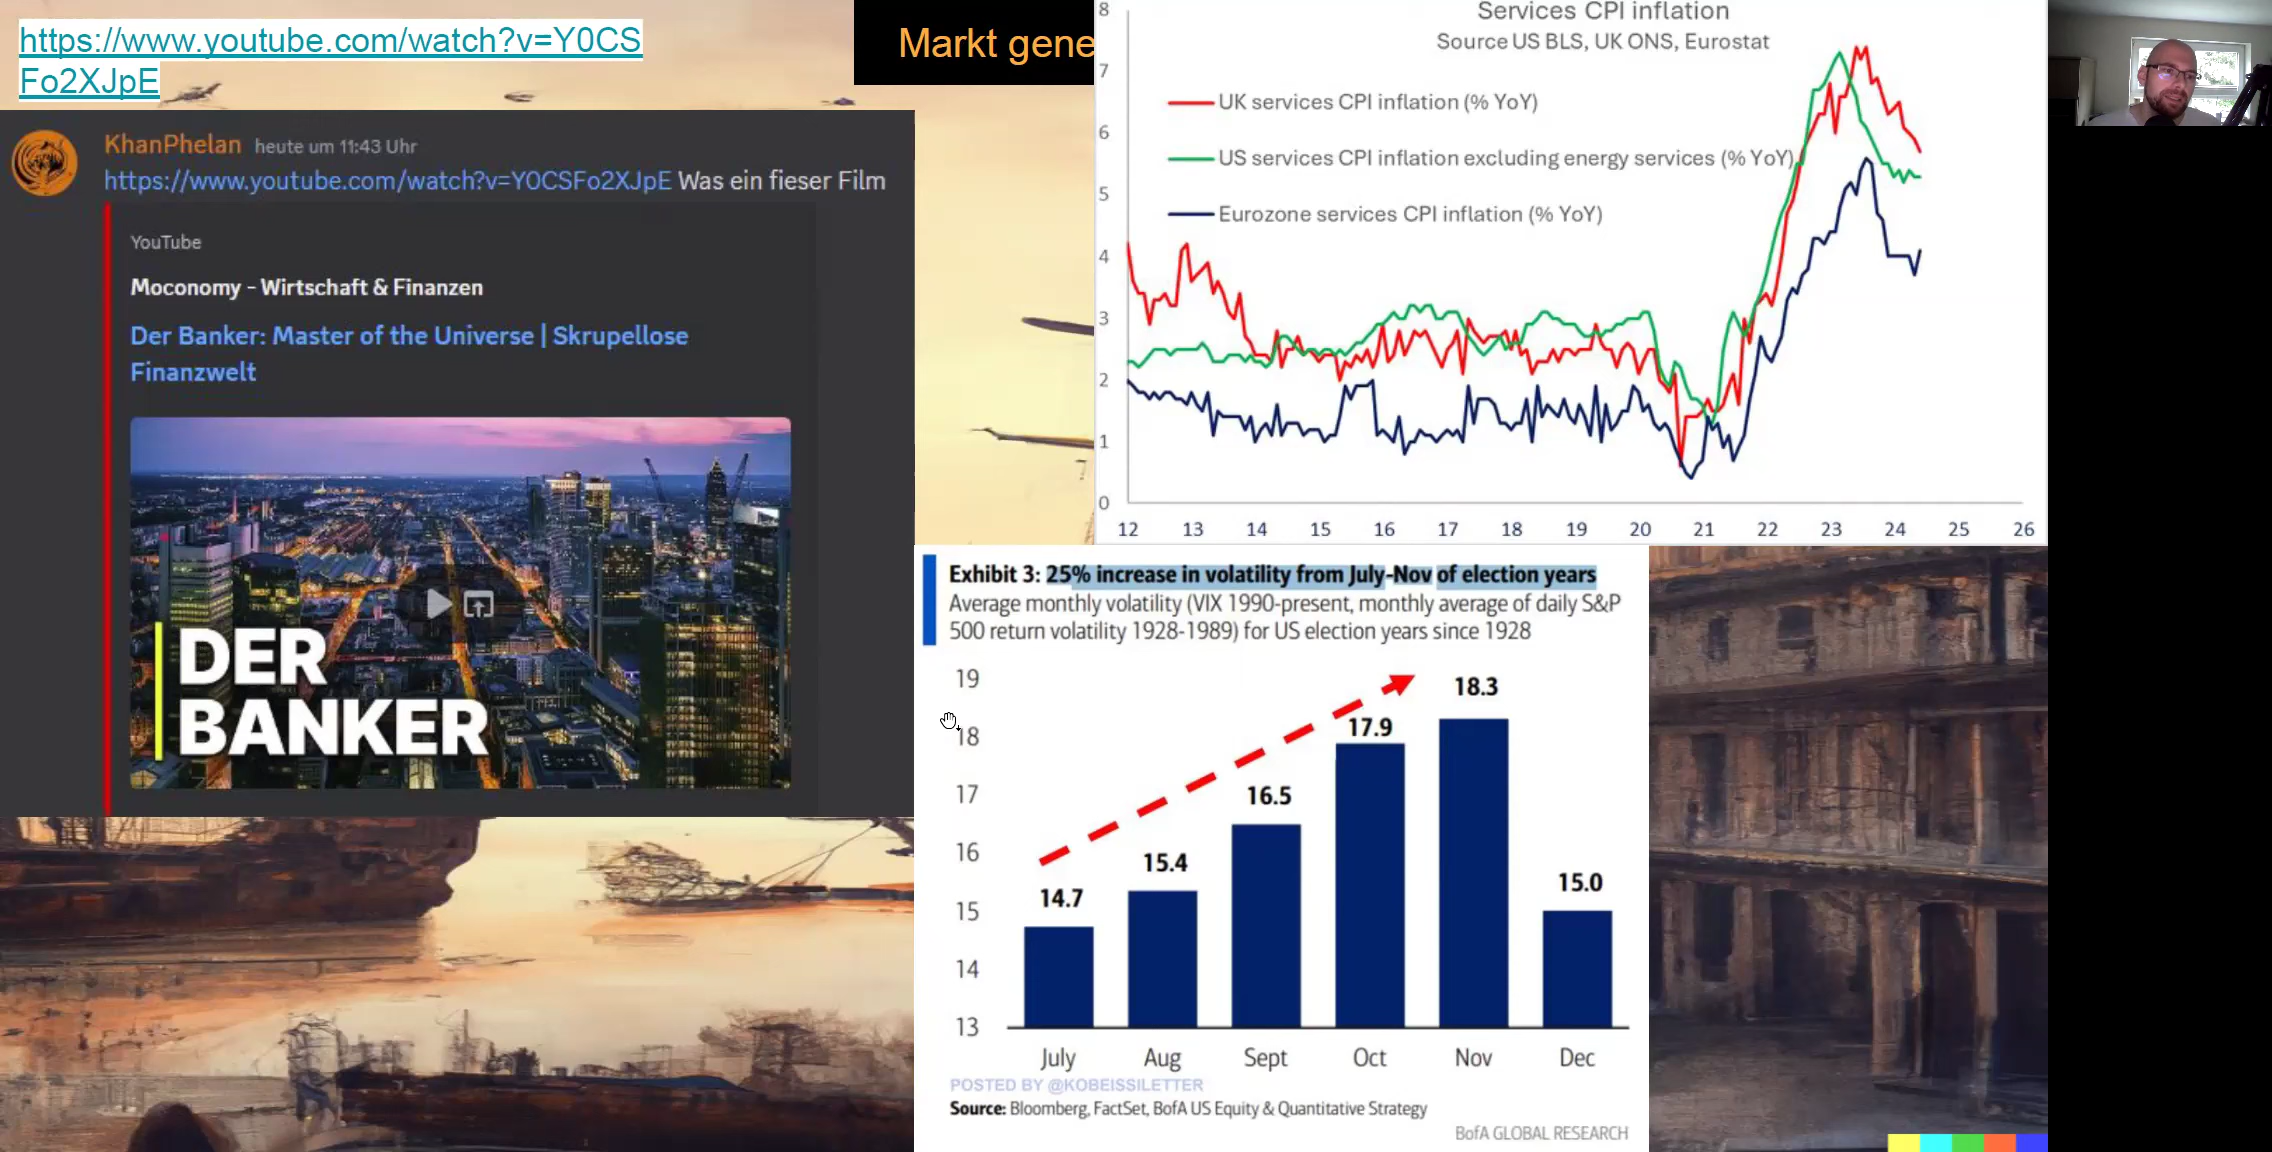 https://www.youtube.com/watch?v=Y0CS
Fo2XJpE
Markt gene
KhanPhelan heute um 11:43 Uhr
https://www.youtube.com/watch?v=Y0CSFo2XJpE Was ein fieser Film
YouTube
Moconomy - Wirtschaft & Finanzen
Der Banker: Master of the Universe | Skrupellose
Finanzwelt
DER
BANKER
Services CPI inflation
Source US BLS, UK ONS, Eurostat
UK services CPI inflation (% YoY)
US services CPI inflation excluding energy services (% YoY)
Eurozone services CPI inflation (% YoY)
8
7
6
5
4
3
2
1
0
12 13 14 15 16 17 18 19 20 21 22 23 24 25 26
Exhibit 3: 25% increase in volatility from July-Nov of election years
Average monthly volatility (VIX 1990-present, monthly average of daily S&P
500 return volatility 1928-1989) for US election years since 1928
19
18
17
16
15
14
13
14.7
15.4
16.5
17.9
18.3
15.0
July Aug Sept Oct Nov Dec
POSTED BY @KOBEISSILETTER
Source: Bloomberg, FactSet, BofA US Equity & Quantitative Strategy
BofA GLOBAL RESEARCH